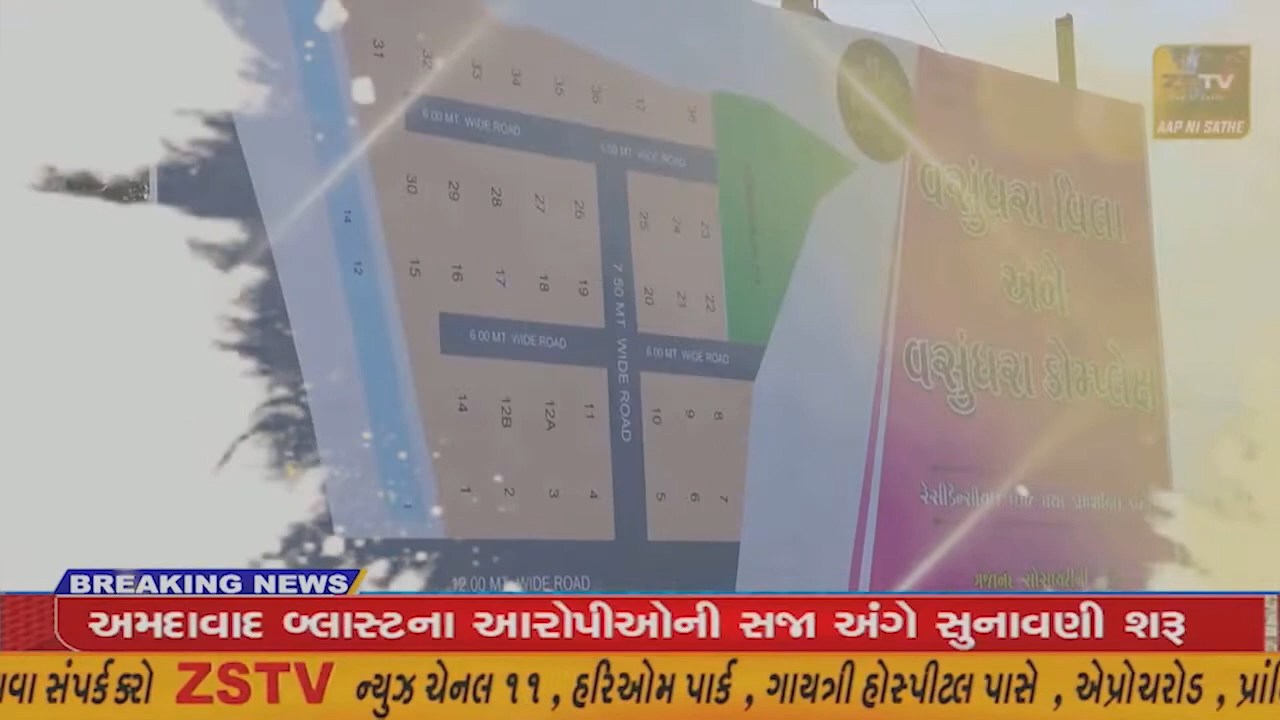 ZSTV
AAP NI SATHE
31 32 33 34 35 36
6.00 MT. WIDE ROAD
MT. WIDE ROAD
30 29 28 27 26 25 24 23
14
12
15 16 17 18 19 20 21 22
7.50 MT. WIDE ROAD
6.00 MT. WIDE ROAD
6.00 MT. WIDE ROAD
14 12B 12A 11 10 9 8
1 2 3 4 5 6 7
12.00 MT. WIDE ROAD
વસુંધરા વિલા
અને
વસુંધરા કોમ્પ્લેક્ષ
BREAKING NEWS
અમદાવાદ બ્લાસ્ટના આરોપીઓની સજા અંગે સુનાવણી શરૂ
સંપર્ક કરો ZSTV ન્યુઝ ચેનલ ૧૧ , હરિઓમ પાર્ક , ગાયત્રી હોસ્પીટલ પાસે , એપ્રોચરોડ ,